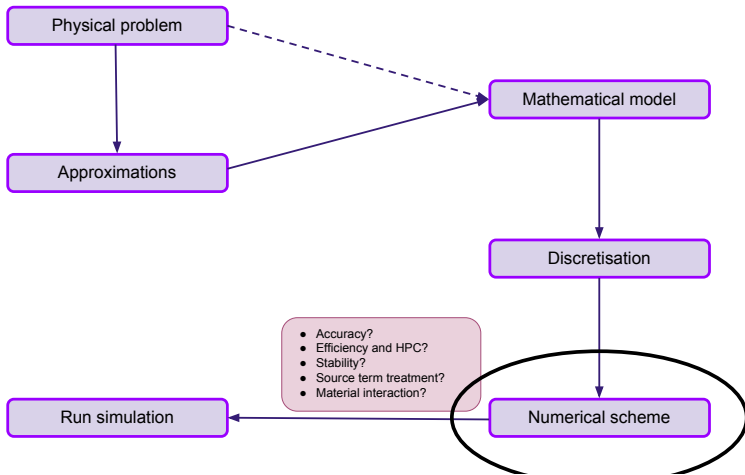 Physical problem
Mathematical model
Approximations
Discretisation
● Accuracy?
● Efficiency and HPC?
● Stability?
● Source term treatment?
● Material interaction?
Run simulation
Numerical scheme